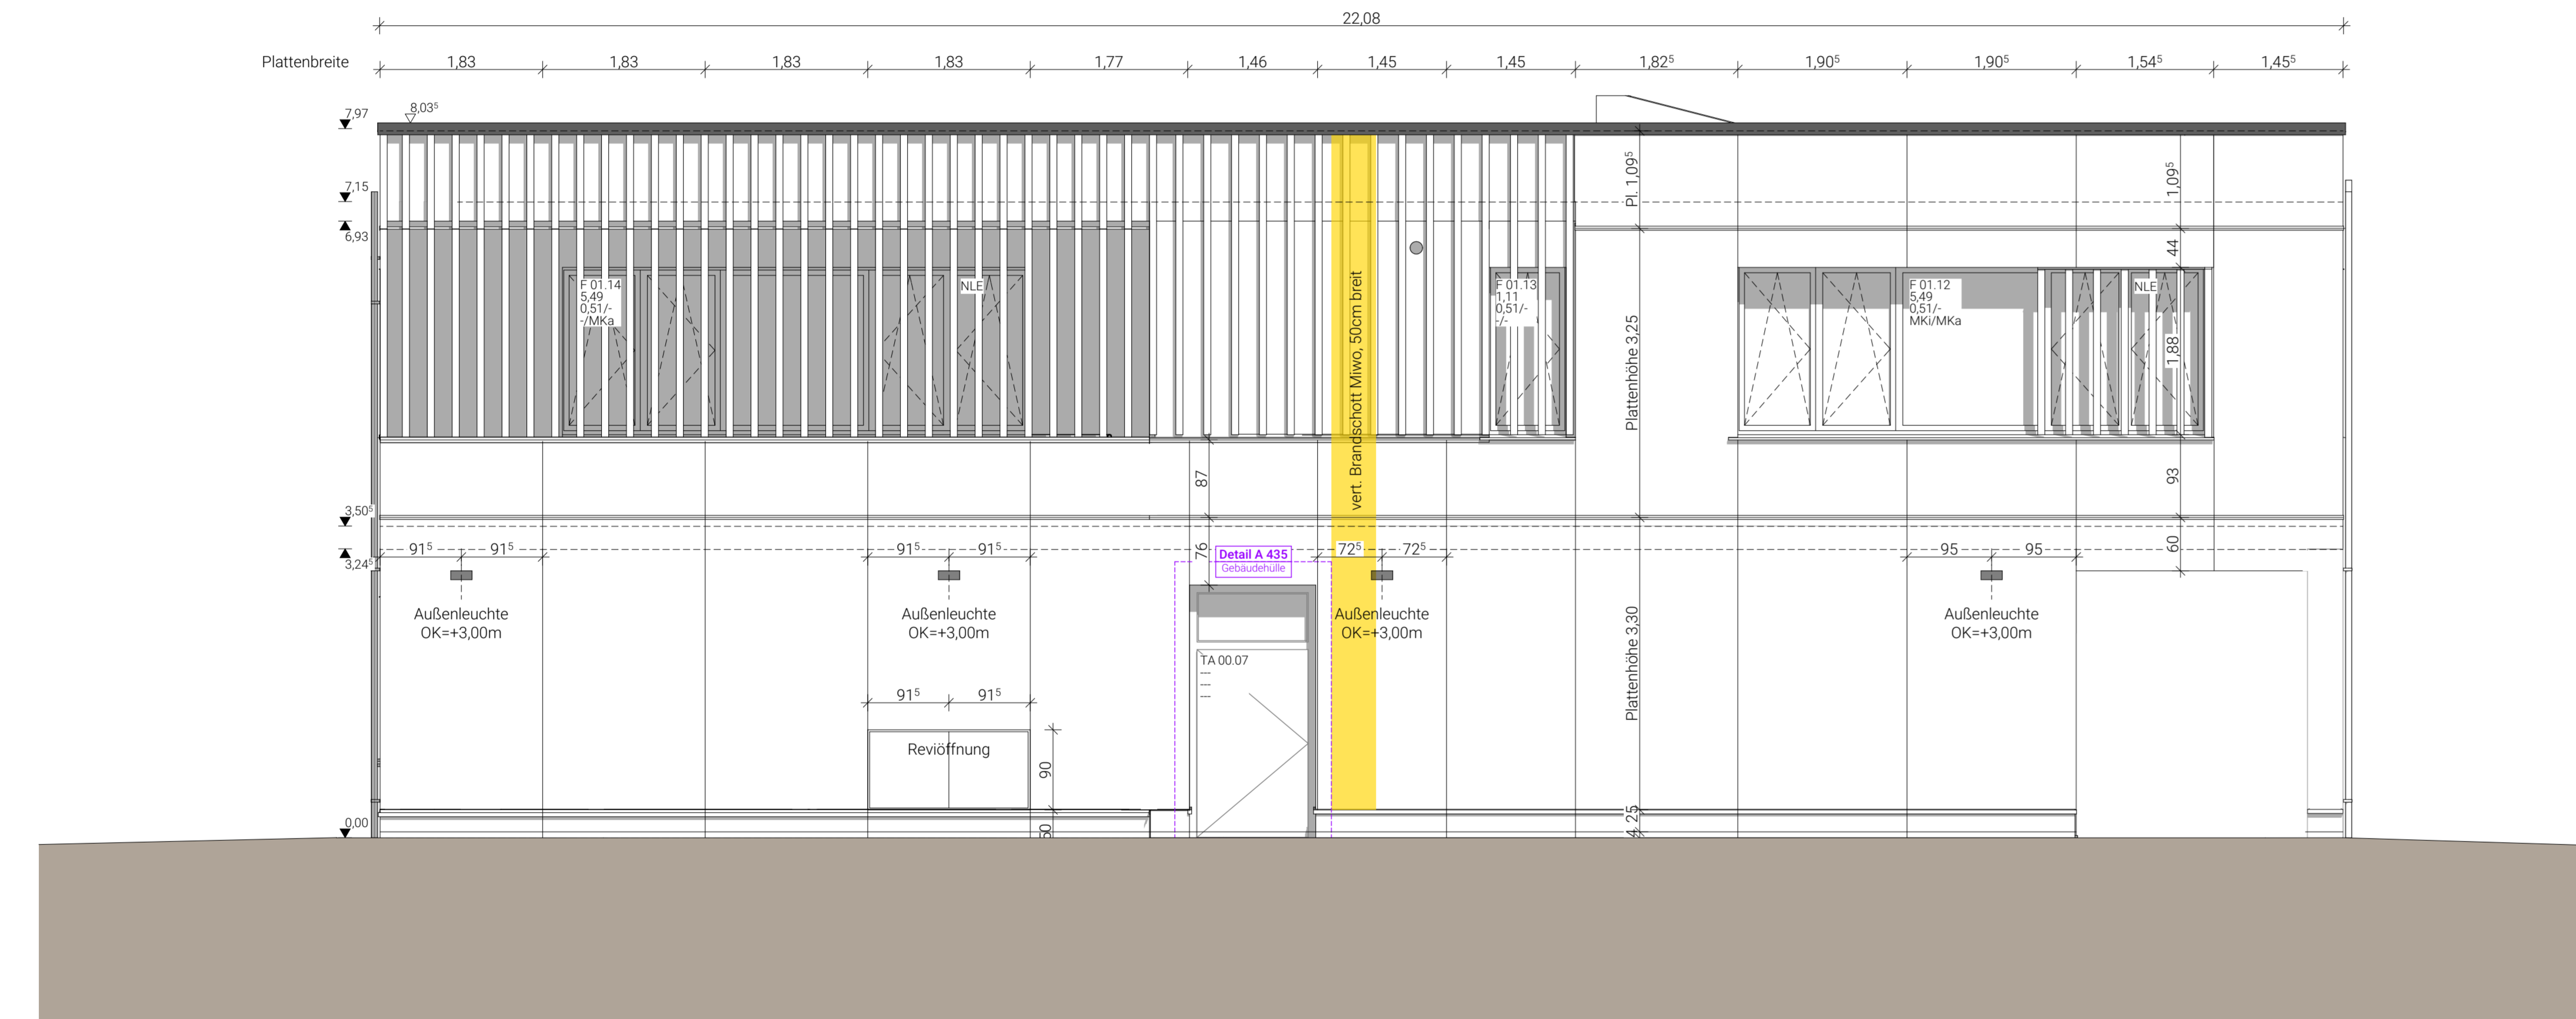 22,08
Plattenbreite 1,83 1,83 1,83 1,83 1,77 1,46 1,45 1,45 1,82⁵ 1,90⁵ 1,90⁵ 1,54⁵ 1,45⁵
7,97
8,03⁵
7,15
6,93
Pl. 1,09⁵
1,09⁵
44
F 01.14
5,49
0,51/-
-/MKa
NLE
vert. Brandschott Miwo, 50cm breit
F 01.13
1,11
0,51/-
-/-
Plattenhöhe 3,25
F 01.12
5,49
0,51/-
MKi/MKa
NLE
1,88
87
93
3,50⁵
3,24⁵
91⁵ 91⁵ 91⁵ 91⁵
76
Detail A 435
Gebäudehülle
72⁵ 72⁵
95 95
60
Außenleuchte
OK=+3,00m
Außenleuchte
OK=+3,00m
Außenleuchte
OK=+3,00m
Außenleuchte
OK=+3,00m
TA 00.07
---
---
---
Plattenhöhe 3,30
91⁵ 91⁵
Reviöffnung
90
0,00